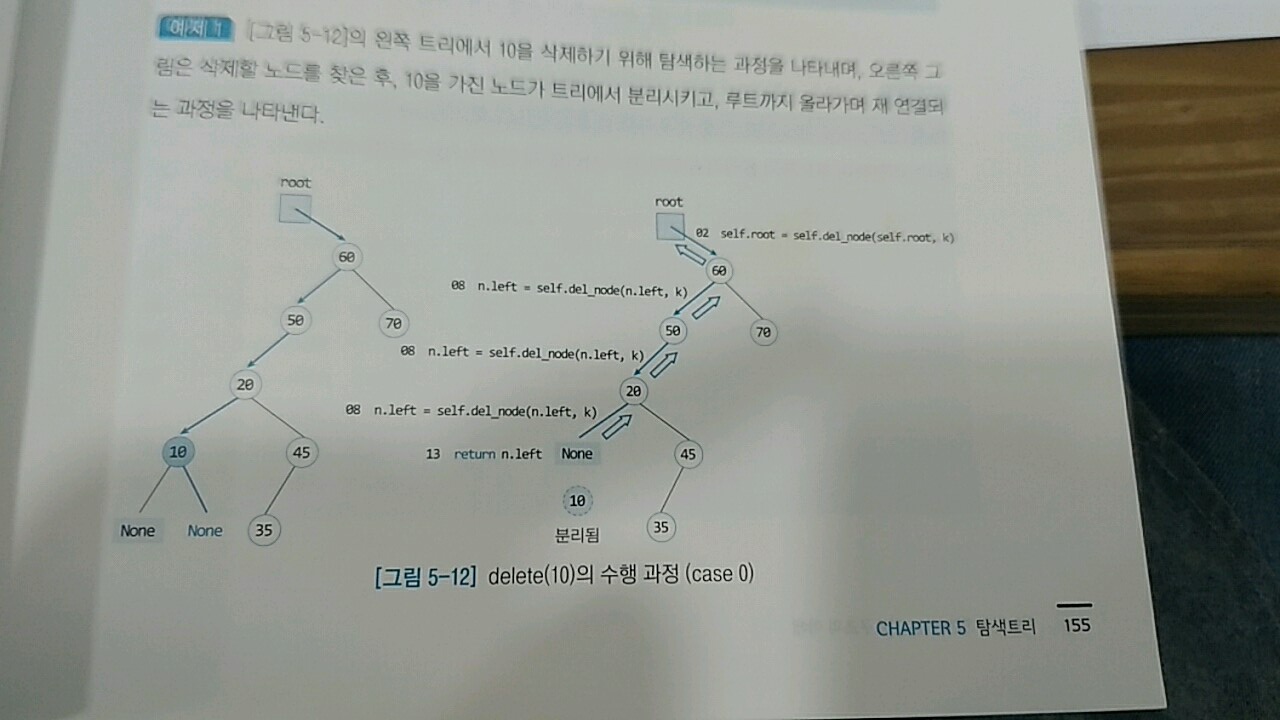 예제 1 [그림 5-12]의 왼쪽 트리에서 10을 삭제하기 위해 탐색하는 과정을 나타내며, 오른쪽 그
림은 삭제할 노드를 찾은 후, 10을 가진 노드가 트리에서 분리시키고, 루트까지 올라가며 재 연결되
는 과정을 나타낸다.
root
60
50
70
20
10
45
None
None
35
root
02 self.root = self.del_node(self.root, k)
60
08 n.left = self.del_node(n.left, k)
50
70
08 n.left = self.del_node(n.left, k)
20
08 n.left = self.del_node(n.left, k)
13 return n.left
None
45
10
분리됨
35
[그림 5-12] delete(10)의 수행 과정 (case 0)
CHAPTER 5 탐색트리 155